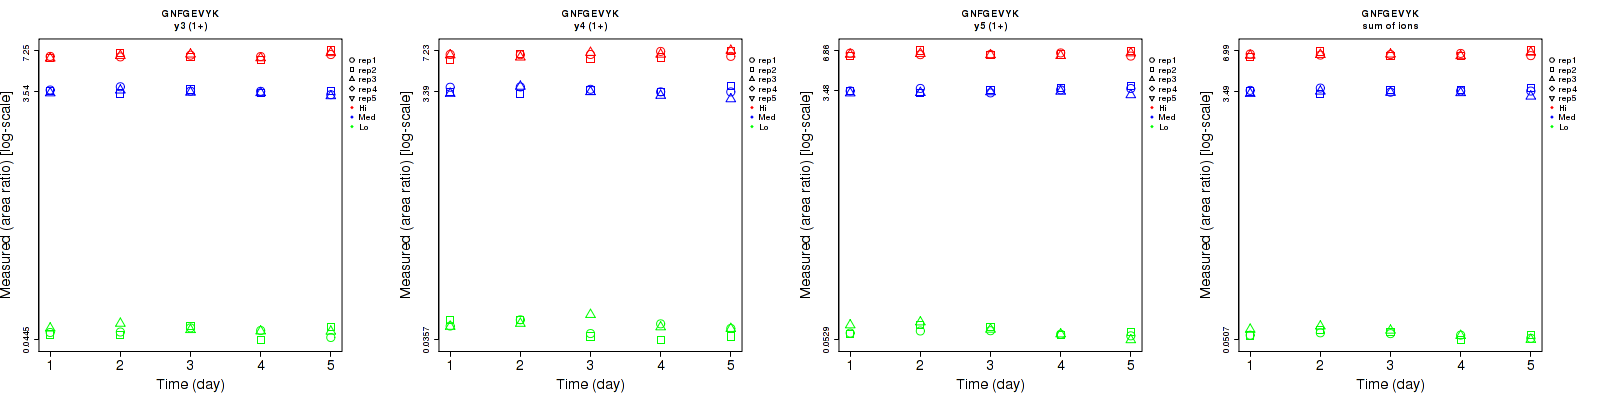 GNFGEVYK
y3 (1+)
Measured (area ratio) [log-scale]
7.25
3.54
0.0445
1 2 3 4 5
Time (day)
rep1
rep2
rep3
rep4
rep5
Hi
Med
Lo
GNFGEVYK
y4 (1+)
Measured (area ratio) [log-scale]
7.23
3.39
0.0357
1 2 3 4 5
Time (day)
rep1
rep2
rep3
rep4
rep5
Hi
Med
Lo
GNFGEVYK
y5 (1+)
Measured (area ratio) [log-scale]
6.86
3.48
0.0529
1 2 3 4 5
Time (day)
rep1
rep2
rep3
rep4
rep5
Hi
Med
Lo
GNFGEVYK
sum of ions
Measured (area ratio) [log-scale]
6.99
3.49
0.0507
1 2 3 4 5
Time (day)
rep1
rep2
rep3
rep4
rep5
Hi
Med
Lo